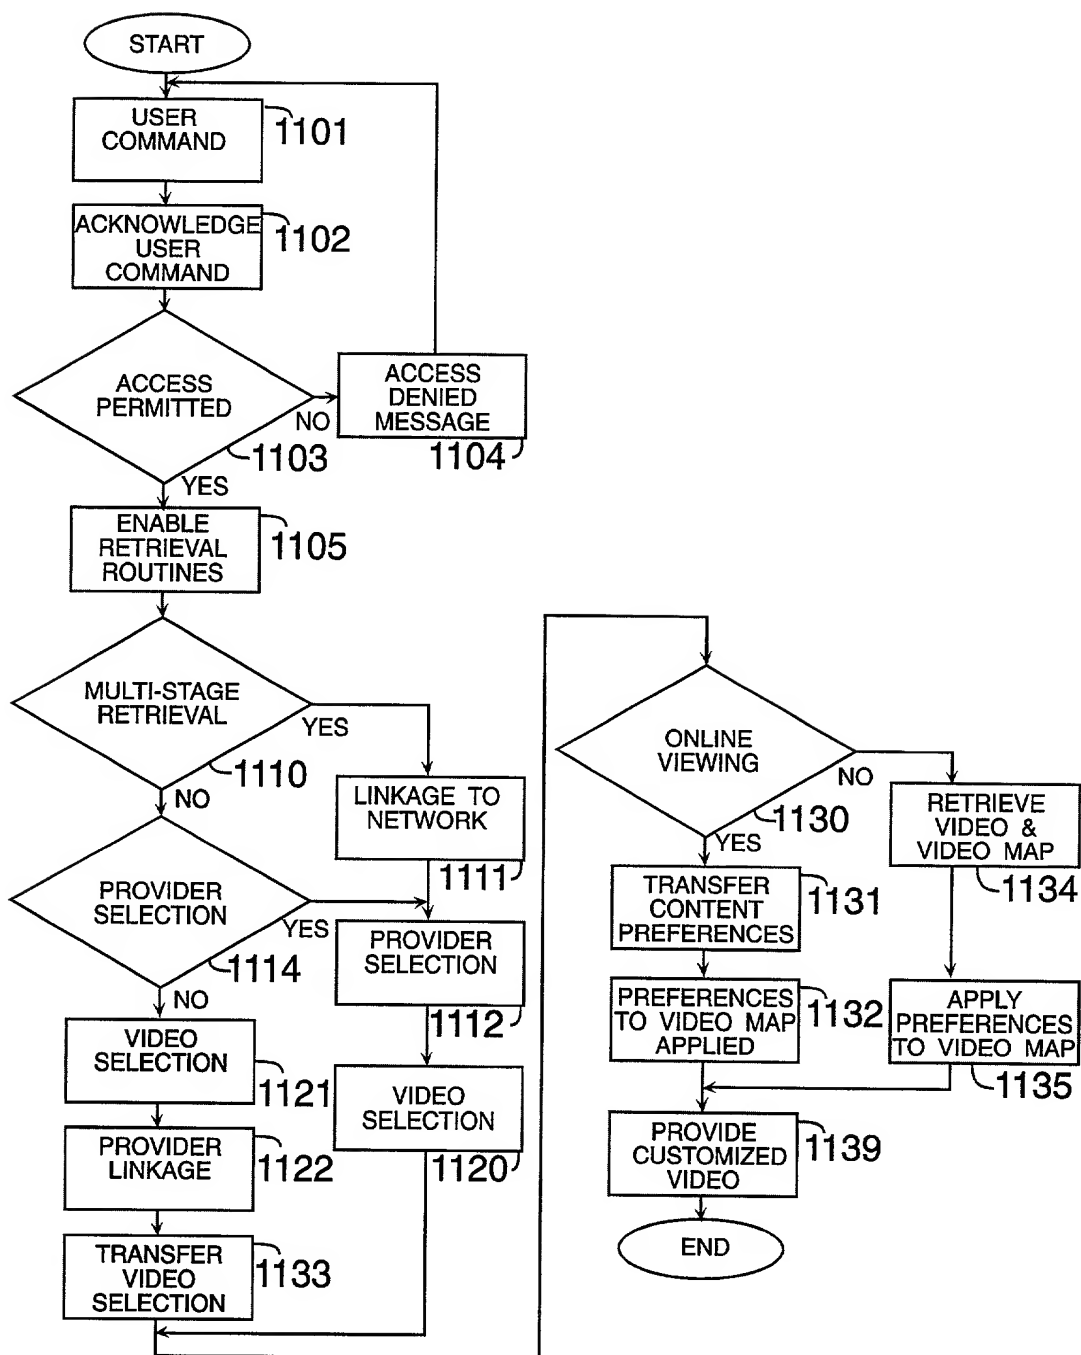 START
USER
COMMAND
1101
ACKNOWLEDGE
USER
COMMAND
1102
ACCESS
PERMITTED
NO
1103
YES
ACCESS
DENIED
MESSAGE
1104
ENABLE
RETRIEVAL
ROUTINES
1105
MULTI-STAGE
RETRIEVAL
YES
1110
NO
LINKAGE TO
NETWORK
1111
PROVIDER
SELECTION
YES
1114
NO
PROVIDER
SELECTION
1112
VIDEO
SELECTION
1121
VIDEO
SELECTION
1120
PROVIDER
LINKAGE
1122
TRANSFER
VIDEO
SELECTION
1133
ONLINE
VIEWING
NO
1130
YES
RETRIEVE
VIDEO &
VIDEO MAP
1134
TRANSFER
CONTENT
PREFERENCES
1131
PREFERENCES
TO VIDEO MAP
APPLIED
1132
APPLY
PREFERENCES
TO VIDEO MAP
1135
PROVIDE
CUSTOMIZED
VIDEO
1139
END